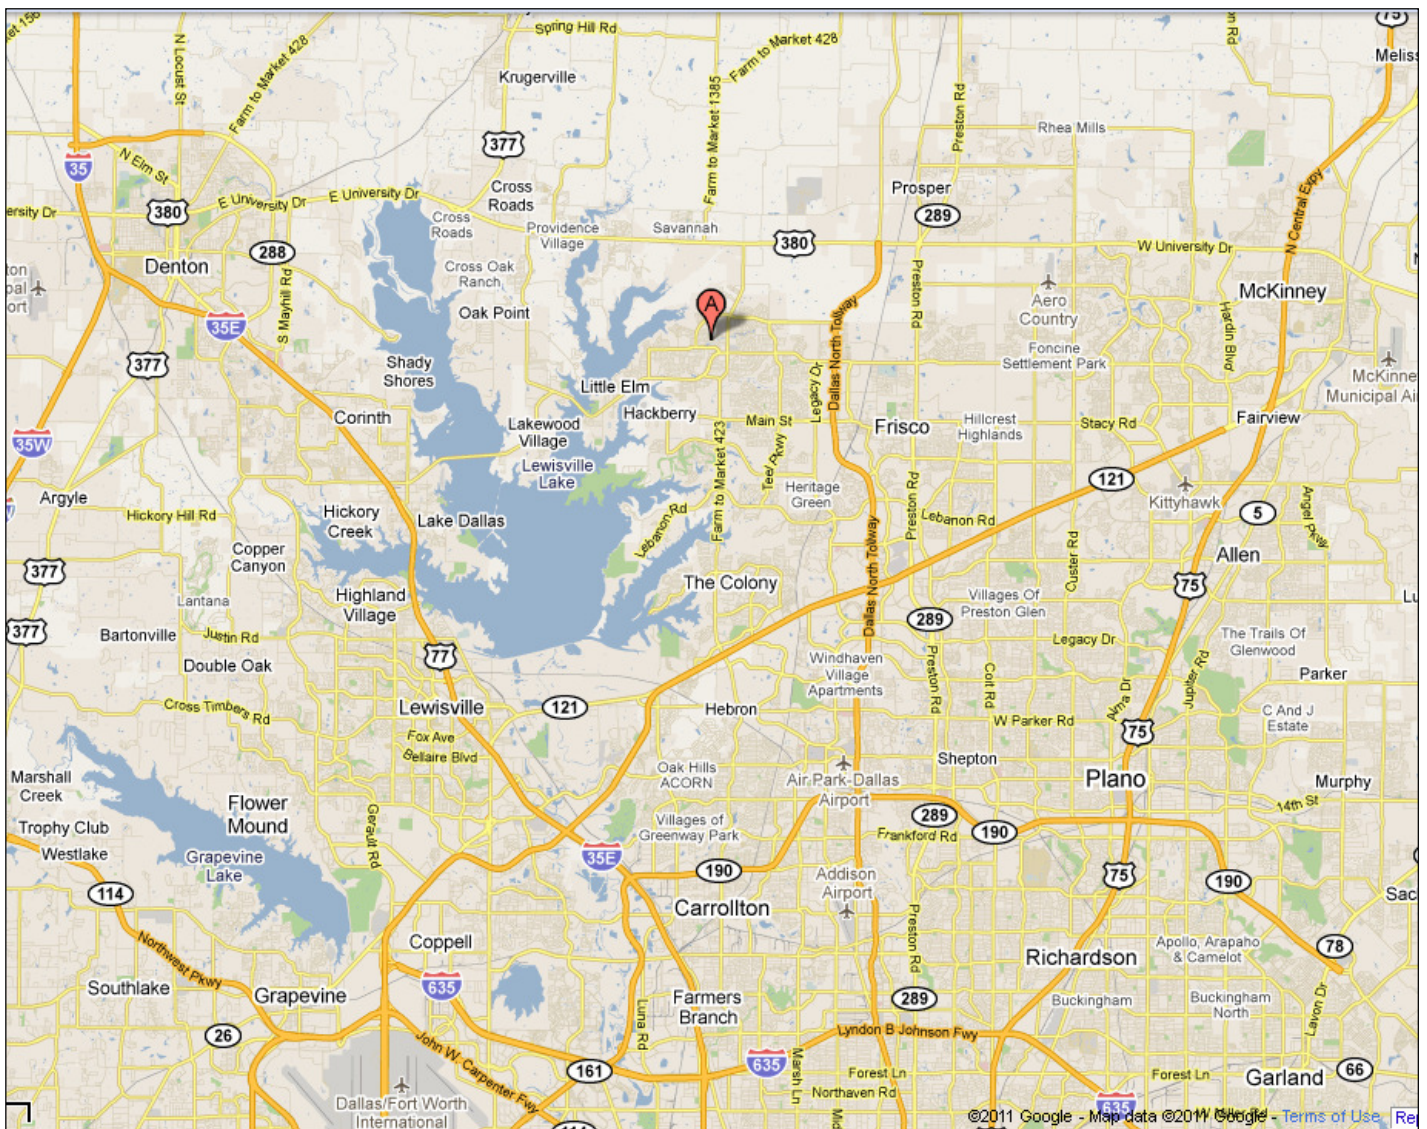 Spring Hill Rd
Farm to Market 428
75
N Locust St
Farm to Market 428
Krugerville
Farm to Market 1385
Farm to Market 428
Preston Rd
Rhea Mills
377
35
N Elm St
E University Dr
E University Dr
Cross
Roads
Prosper
289
N Central Expy
380
288
Denton
Cross
Roads
Providence
Village
Savannah
380
W University Dr
S Mayhill Rd
Cross Oak
Ranch
Oak Point
A
Preston Rd
Aero
Country
McKinney
35E
377
Dallas North Tollway
Hardin Blvd
Foncine
Settlement Park
Shady
Shores
Little Elm
Hackberry
Legacy Dr
Corinth
Lakewood
Village
Main St
Frisco
Hillcrest
Highlands
Stacy Rd
Fairview
35W
Lewisville
Lake
Farm to Market 423
Teel Pkwy
Heritage
Green
Preston Rd
121
Kittyhawk
Argyle
Hickory Hill Rd
Hickory
Creek
Lake Dallas
Lebanon Rd
Lebanon Rd
5
Angel Pkwy
Copper
Canyon
377
Custer Rd
Allen
Dallas North Tollway
The Colony
75
Lantana
Highland
Village
Villages Of
Preston Glen
377
Bartonville
Justin Rd
289
Legacy Dr
The Trails Of
Glenwood
Double Oak
77
Windhaven
Village
Apartments
Preston Rd
Coit Rd
Alma Dr
Jupiter Rd
Parker
Cross Timbers Rd
Lewisville
121
Hebron
W Parker Rd
C And J
Estate
75
Fox Ave
Bellaire Blvd
Marshall
Creek
Oak Hills
ACORN
Air Park-Dallas
Airport
Shepton
Plano
Murphy
14th St
Flower
Mound
Gerault Rd
Villages of
Greenway Park
289
190
Frankford Rd
Trophy Club
Westlake
Grapevine
Lake
35E
190
Addison
Airport
75
190
114
Carrollton
Preston Rd
Coppell
78
Northwest Pkwy
Richardson
Apollo, Arapaho
& Camelot
Southlake
Grapevine
635
Luna Rd
Farmers
Branch
289
Buckingham
Buckingham
North
Lavon Dr
26
Lyndon B Johnson Fwy
John W. Carpenter Fwy
161
635
Marsh Ln
Forest Ln
Forest Ln
Garland
66
Northaven Rd
Dallas/Fort Worth
International
635
W Miller Rd
©2011 Google - Map data ©2011 Google - Terms of Use